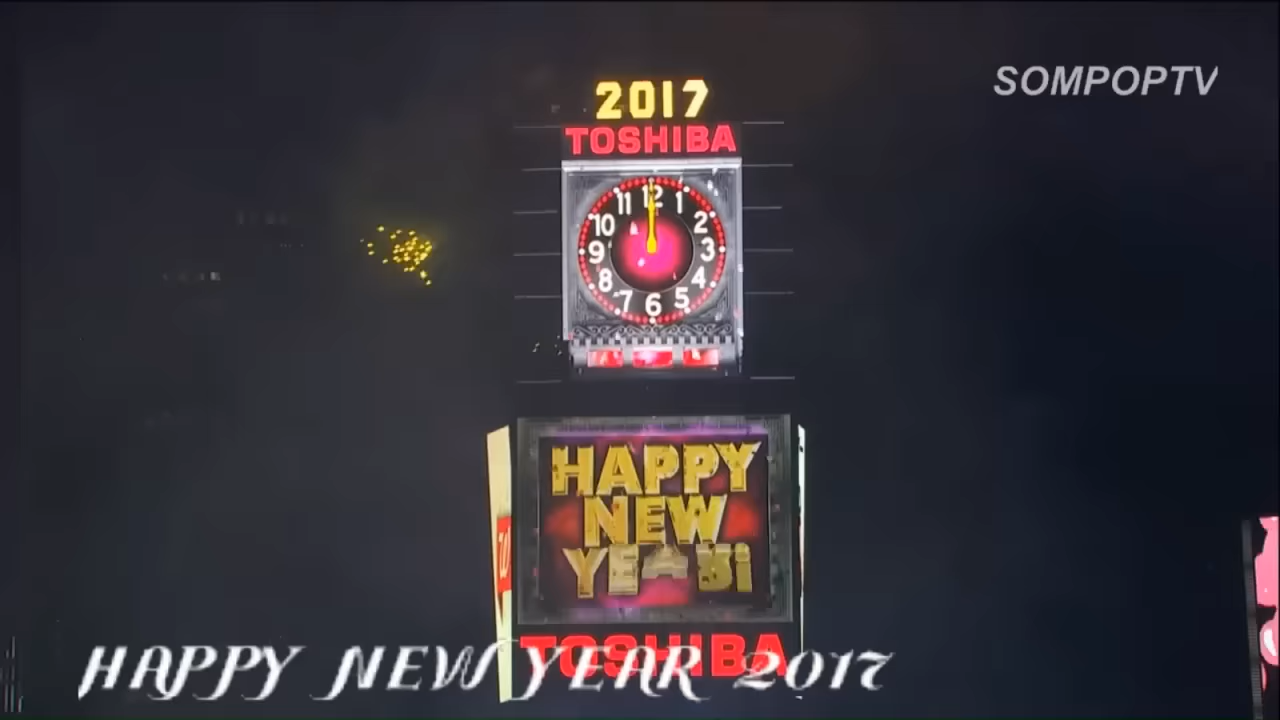 SOMPOPTV
2017
TOSHIBA
12
11 1
10 2
9 3
8 4
7 5
6
HAPPY
NEW
YEAR!
TOSHIBA
HAPPY NEW YEAR 2017